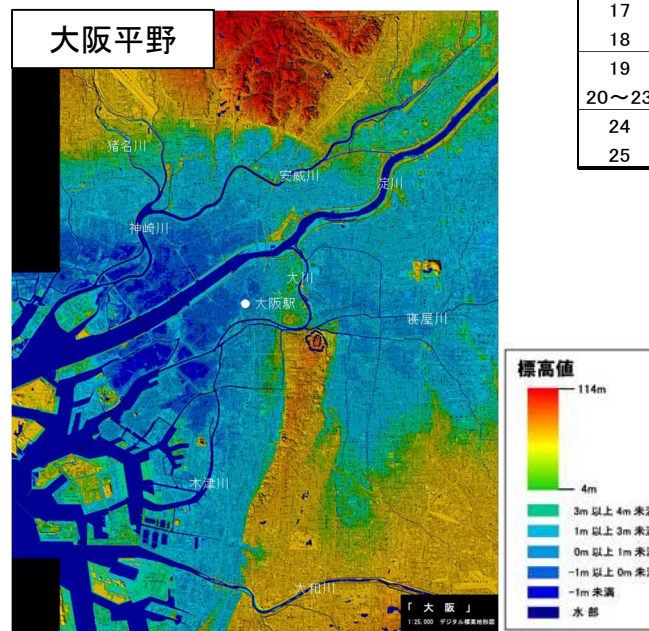 大阪平野
17
18
19
20～23
24
25
猪名川
安威川
淀川
神崎川
大川
大阪駅
寝屋川
木津川
大和川
「大阪」
1:25,000 デジタル標高地形図
標高値
114m
4m
3m 以上 4m 未満
1m 以上 3m 未満
0m 以上 1m 未満
-1m 以上 0m 未満
-1m 未満
水 部